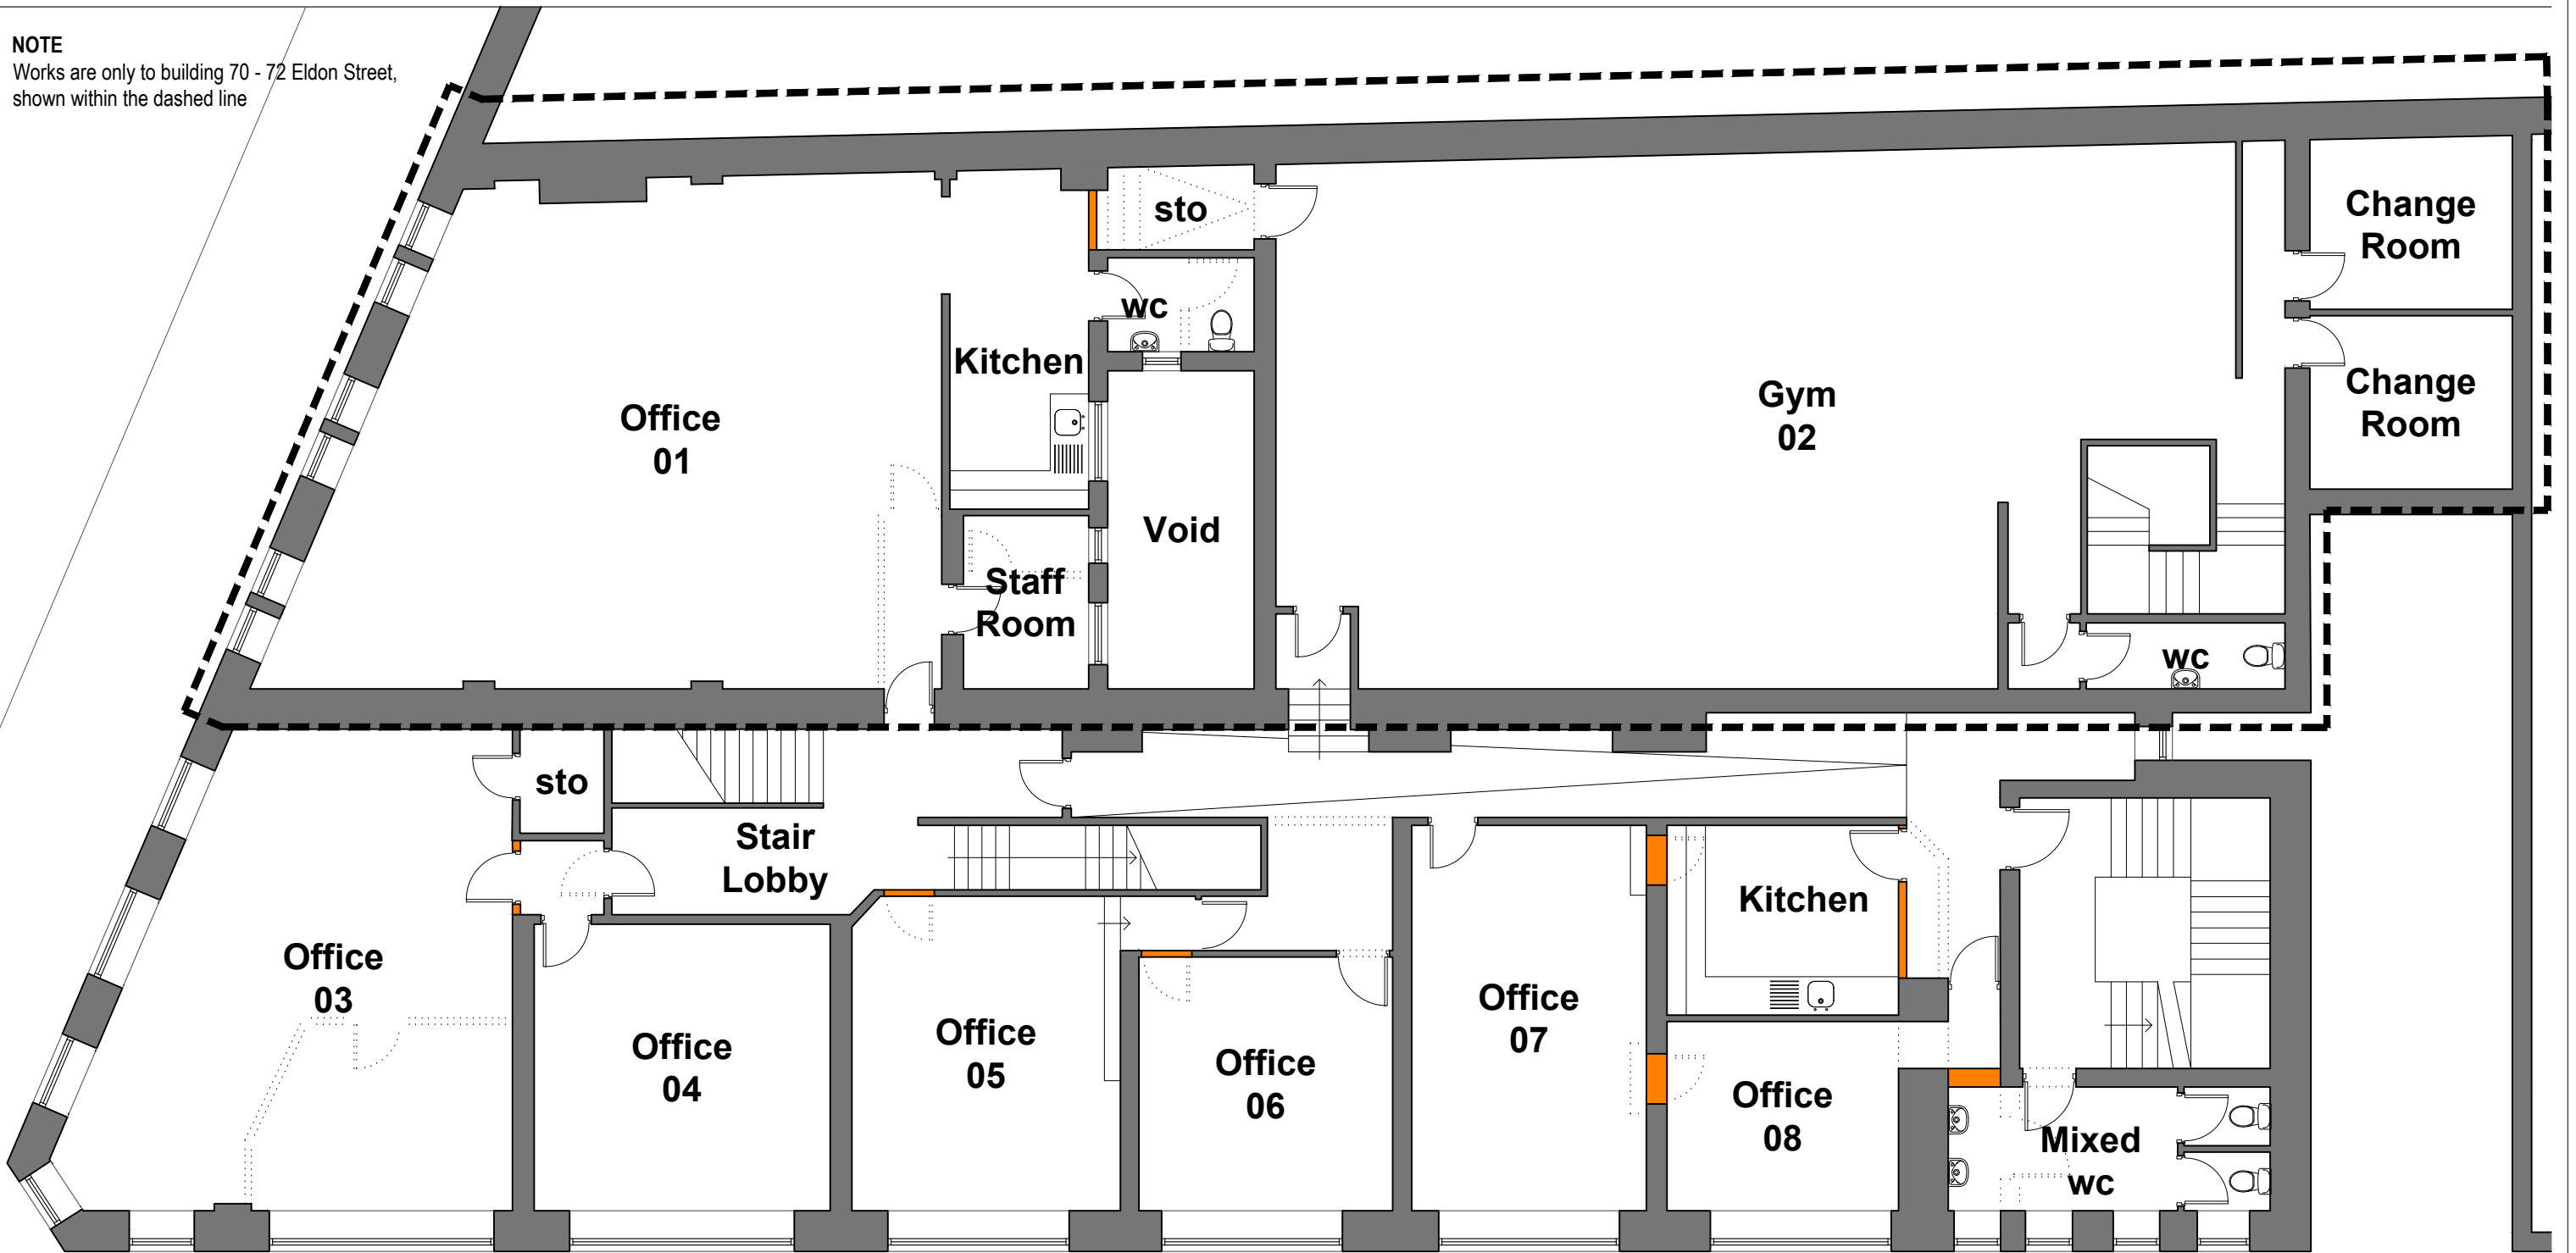 NOTE
Works are only to building 70 - 72 Eldon Street,
shown within the dashed line
sto
Change
Room
wc
Kitchen
Office
01
Gym
02
Change
Room
Void
Staff
Room
wc
sto
Stair
Lobby
Kitchen
Office
03
Office
04
Office
05
Office
06
Office
07
Office
08
Mixed
wc